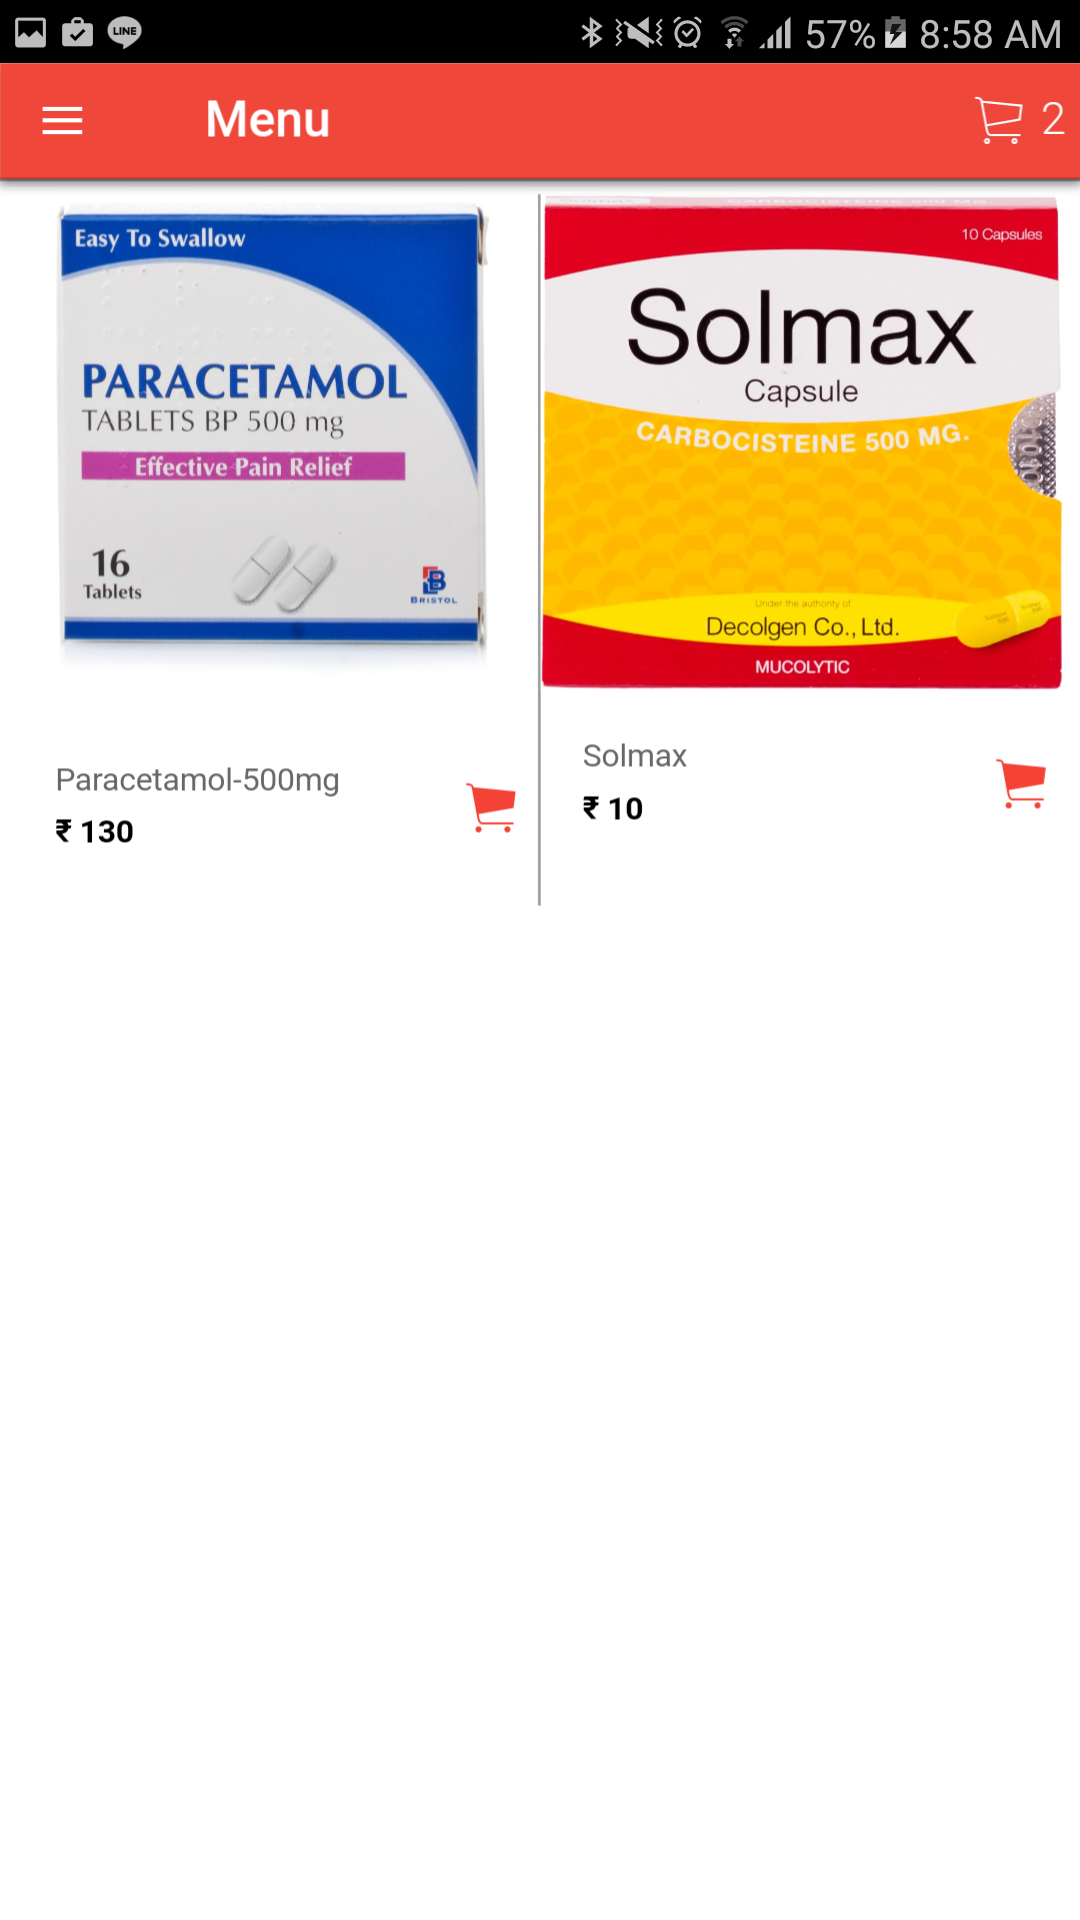 LINE
57%
8:58 AM
Menu
2
Easy To Swallow
PARACETAMOL
TABLETS BP 500 mg
Effective Pain Relief
16
Tablets
BRISTOL
10 Capsules
Solmax
Capsule
CARBOCISTEINE 500 MG.
Under the authority of
Decolgen Co., Ltd.
MUCOLYTIC
Paracetamol-500mg
₹ 130
Solmax
₹ 10